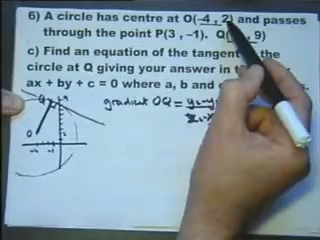 6) A circle has centre at O(-4 , 2) and passes
through the point P(3 , -1). Q( , 9)
c) Find an equation of the tangent to the
circle at Q giving your answer in the
ax + by + c = 0 where a, b and
gradient OQ =
Q
O